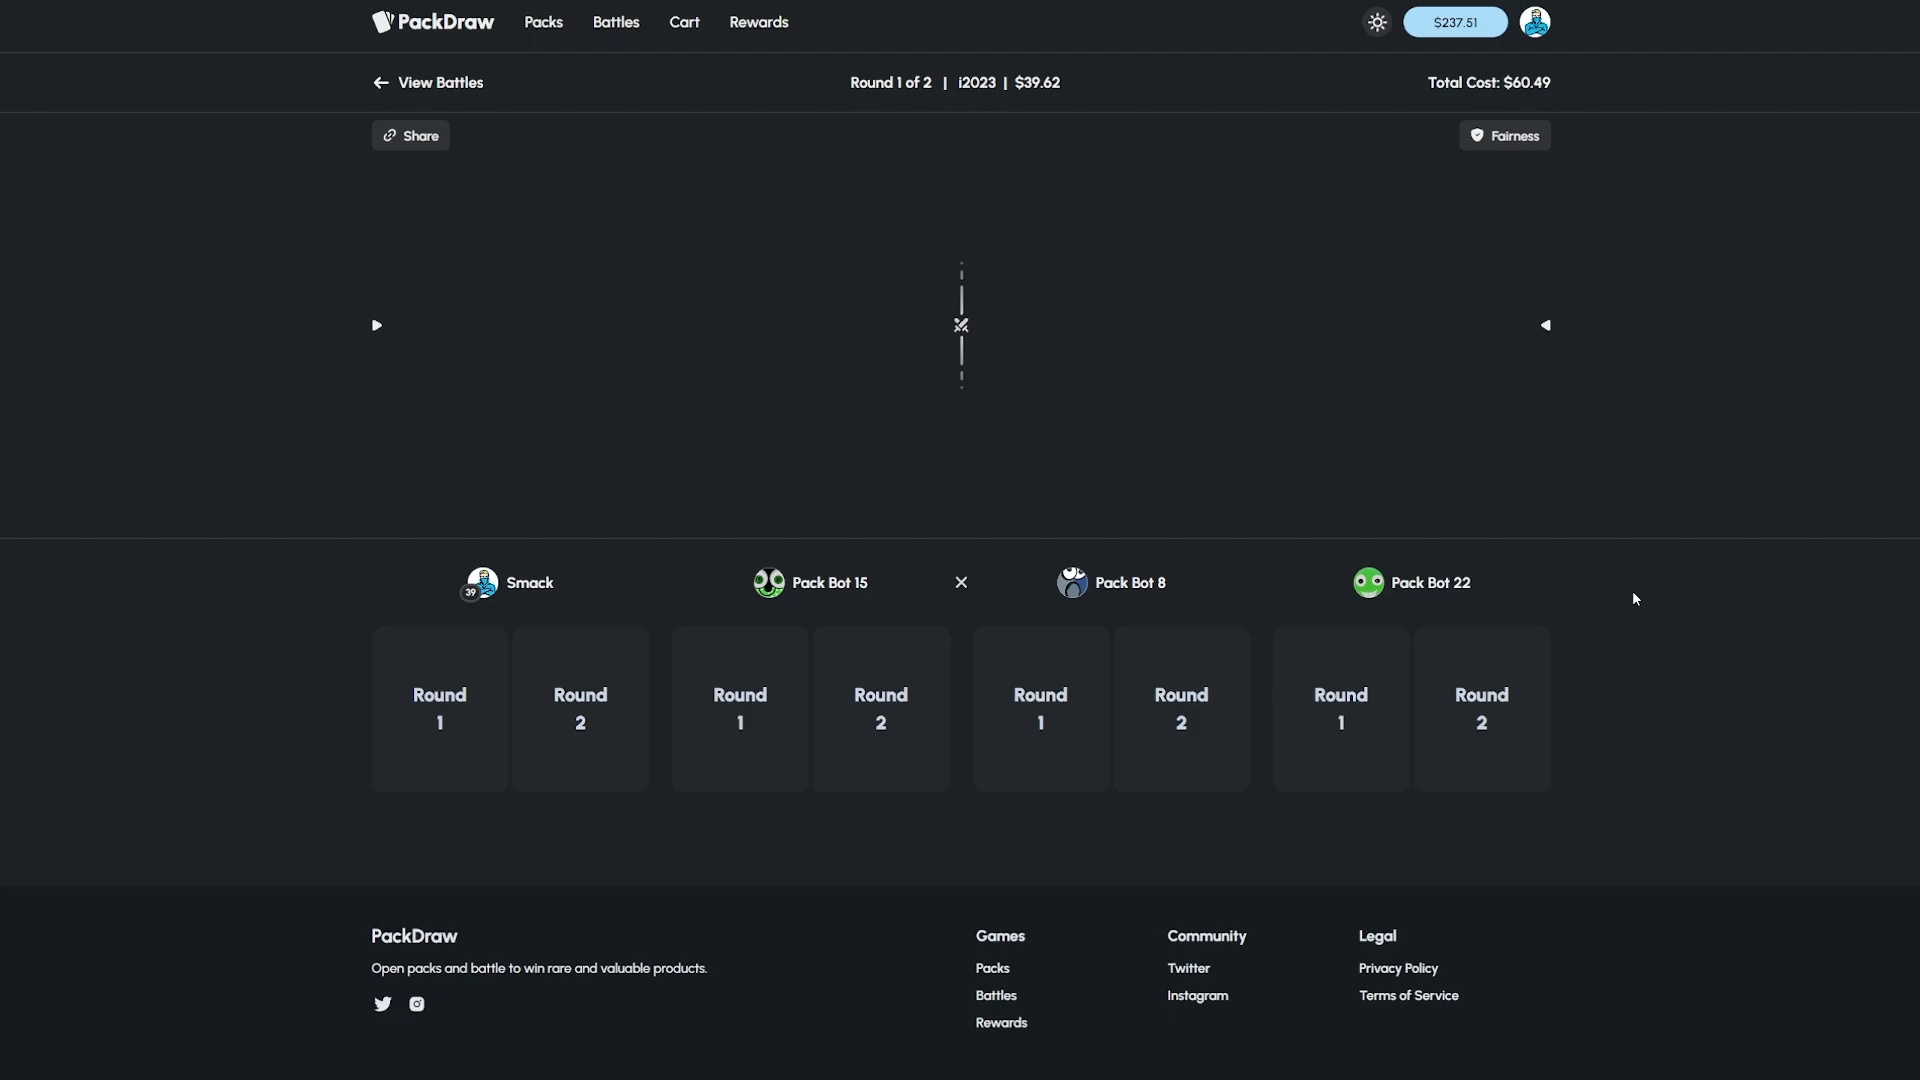 PackDraw Packs Battles Cart Rewards $237.51
View Battles Round 1 of 2 | i2023 | $39.62 Total Cost: $60.49
Share Fairness
39 Smack Pack Bot 15 Pack Bot 8 Pack Bot 22
Round Round Round Round Round Round Round Round
1 2 1 2 1 2 1 2
PackDraw Games Community Legal
Open packs and battle to win rare and valuable products. Packs Twitter Privacy Policy
Battles Instagram Terms of Service
Rewards